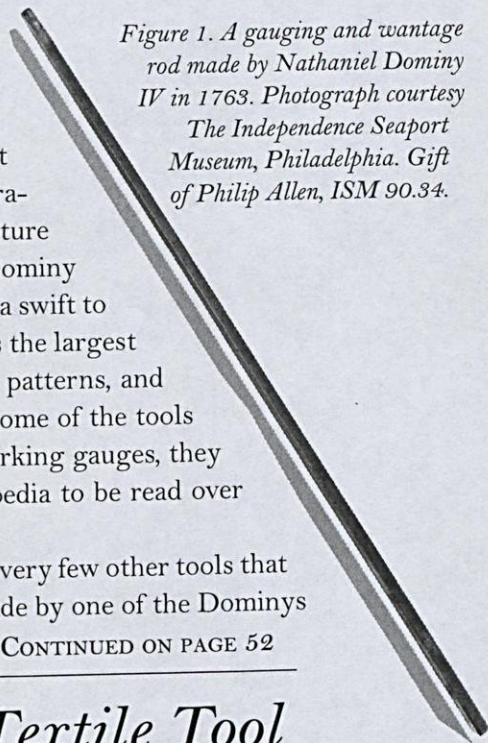 Figure 1. A gauging and wantage
rod made by Nathaniel Dominy
IV in 1763. Photograph courtesy
The Independence Seaport
Museum, Philadelphia. Gift
of Philip Allen, ISM 90.34.
t
ra-
ture
ominy
a swift to
the largest
patterns, and
ome of the tools
rking gauges, they
pedia to be read over
very few other tools that
de by one of the Dominys
CONTINUED ON PAGE 52
Tertile Tool